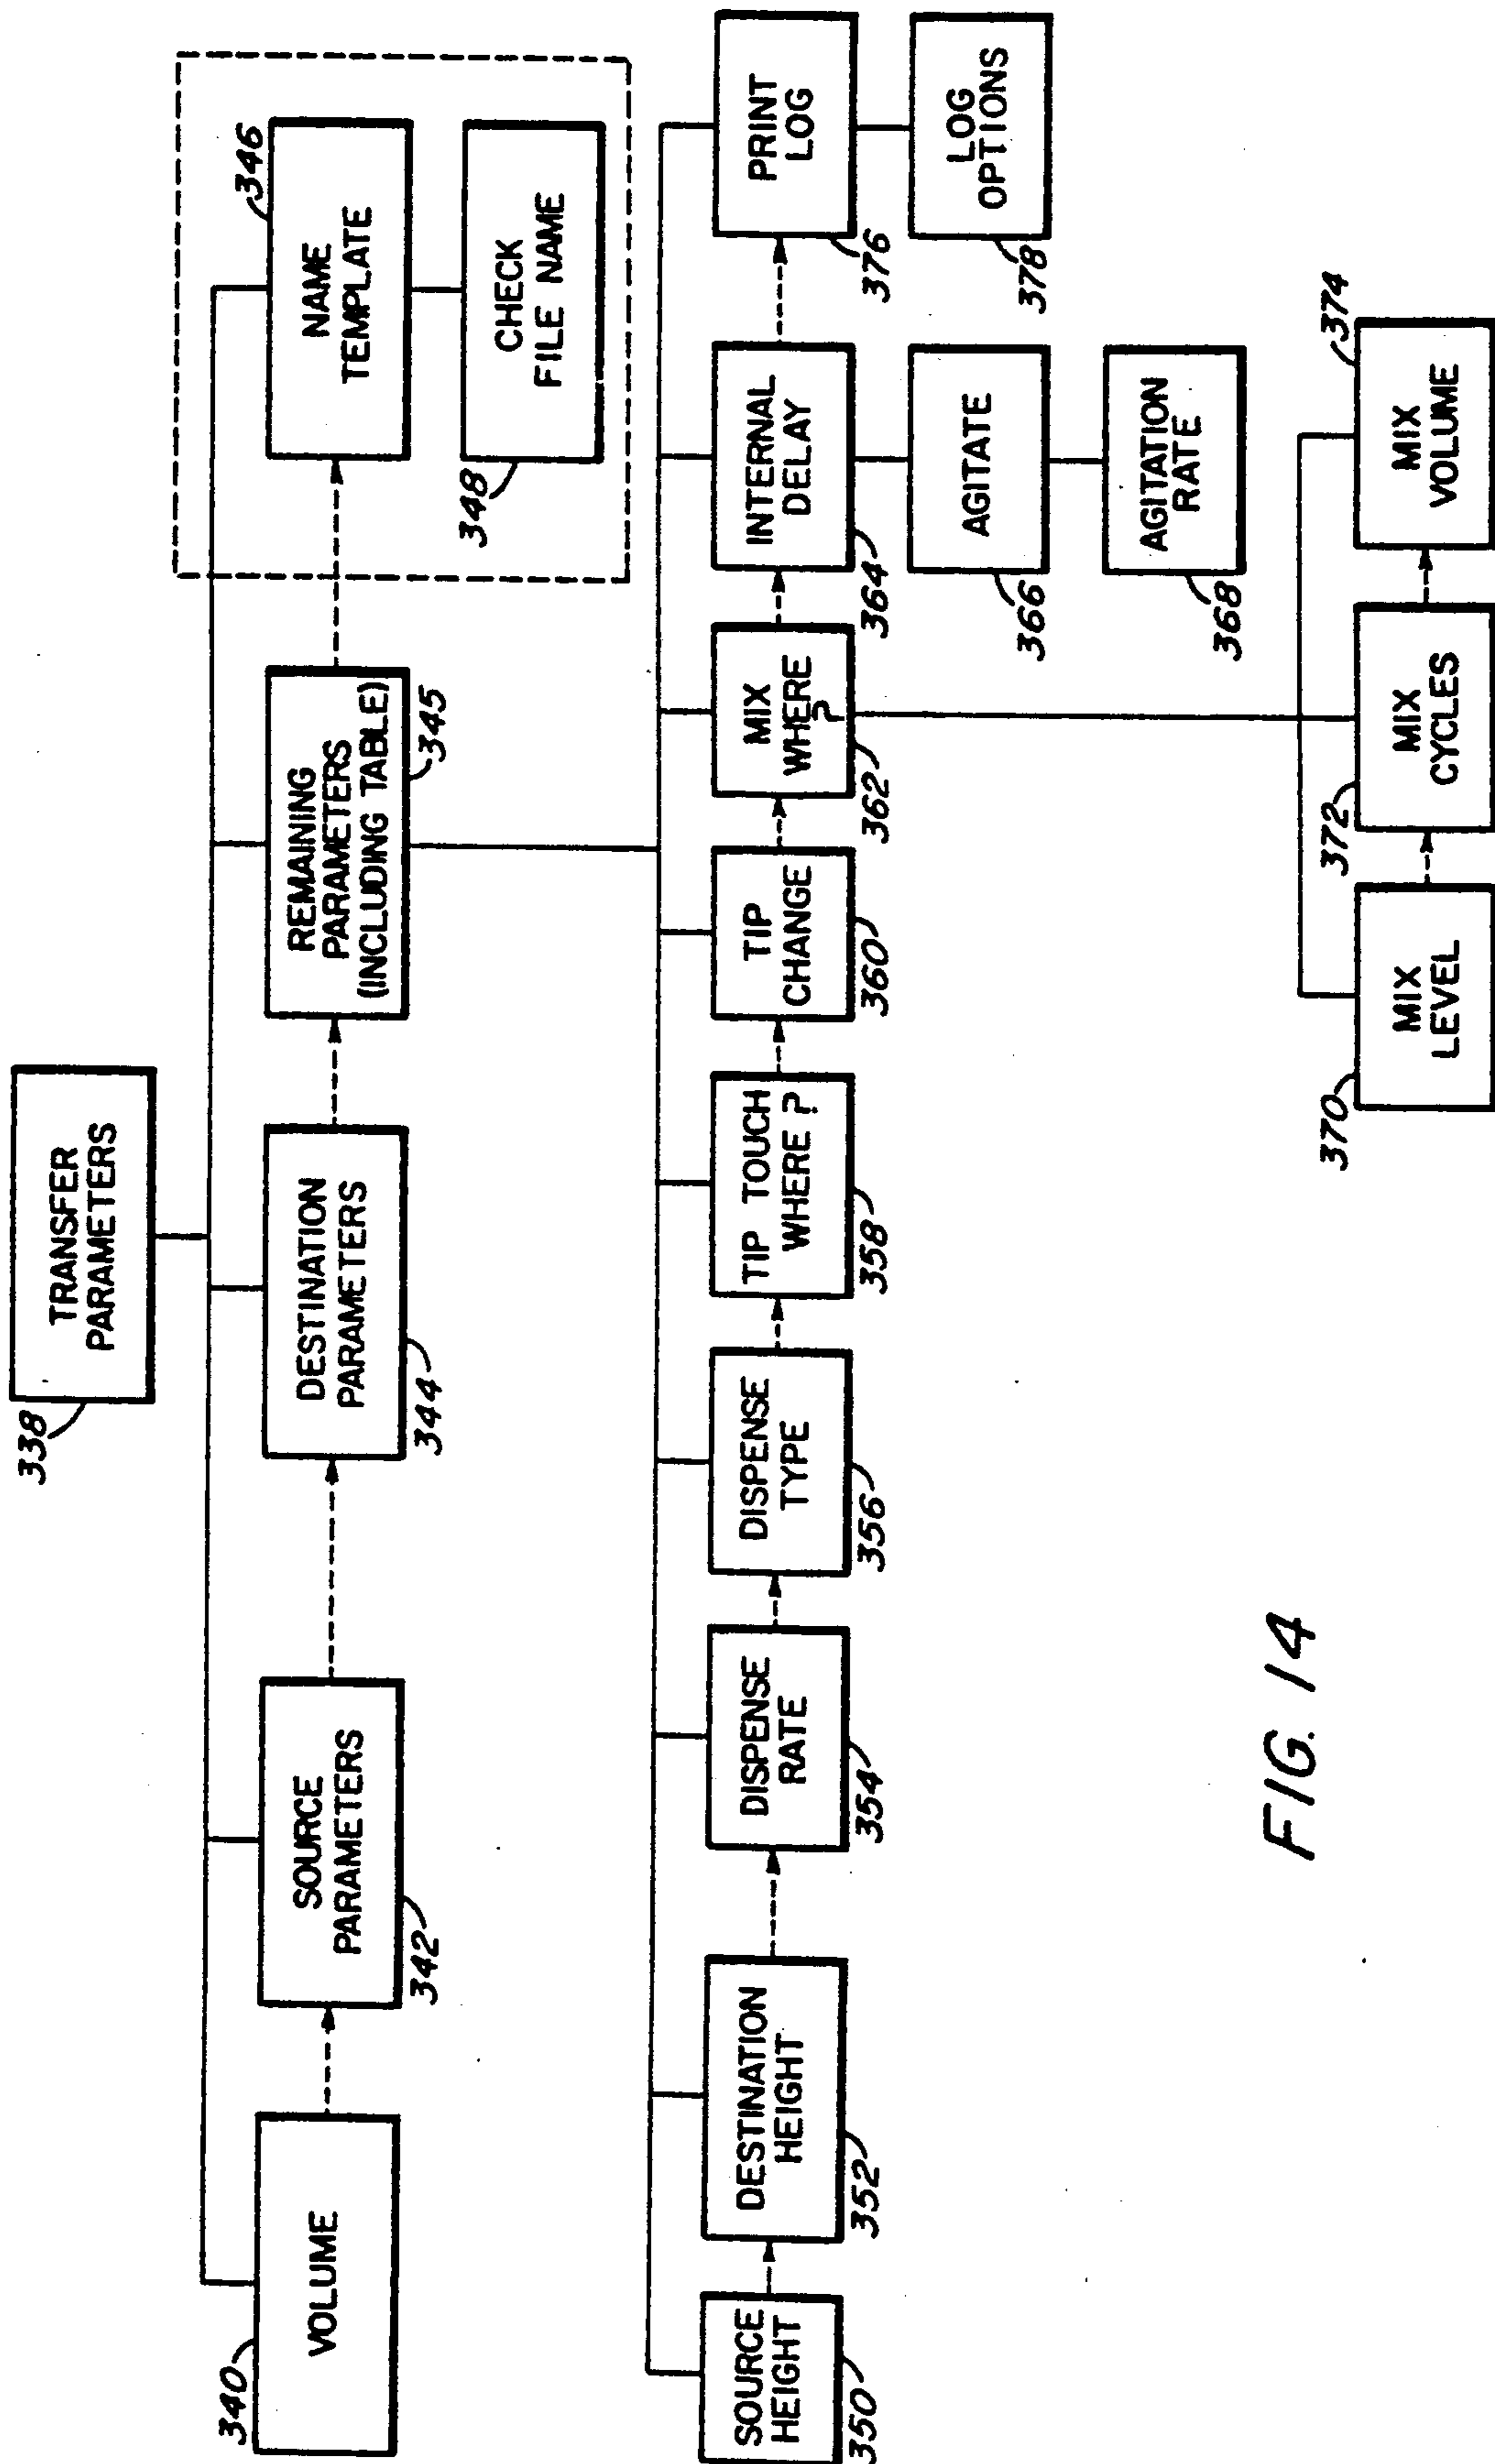 338
TRANSFER
PARAMETERS
340
VOLUME
SOURCE
PARAMETERS
342
DESTINATION
PARAMETERS
344
REMAINING
PARAMETERS
(INCLUDING TABLE)
345
NAME
TEMPLATE
346
CHECK
FILE NAME
348
SOURCE
HEIGHT
350
DESTINATION
HEIGHT
352
DISPENSE
RATE
354
DISPENSE
TYPE
356
TIP TOUCH
WHERE ?
358
TIP
CHANGE
360
MIX
WHERE
?
362
INTERNAL
DELAY
364
PRINT
LOG
376
AGITATE
366
LOG
OPTIONS
378
AGITATION
RATE
368
370
MIX
LEVEL
372
MIX
CYCLES
374
MIX
VOLUME
FIG. 14